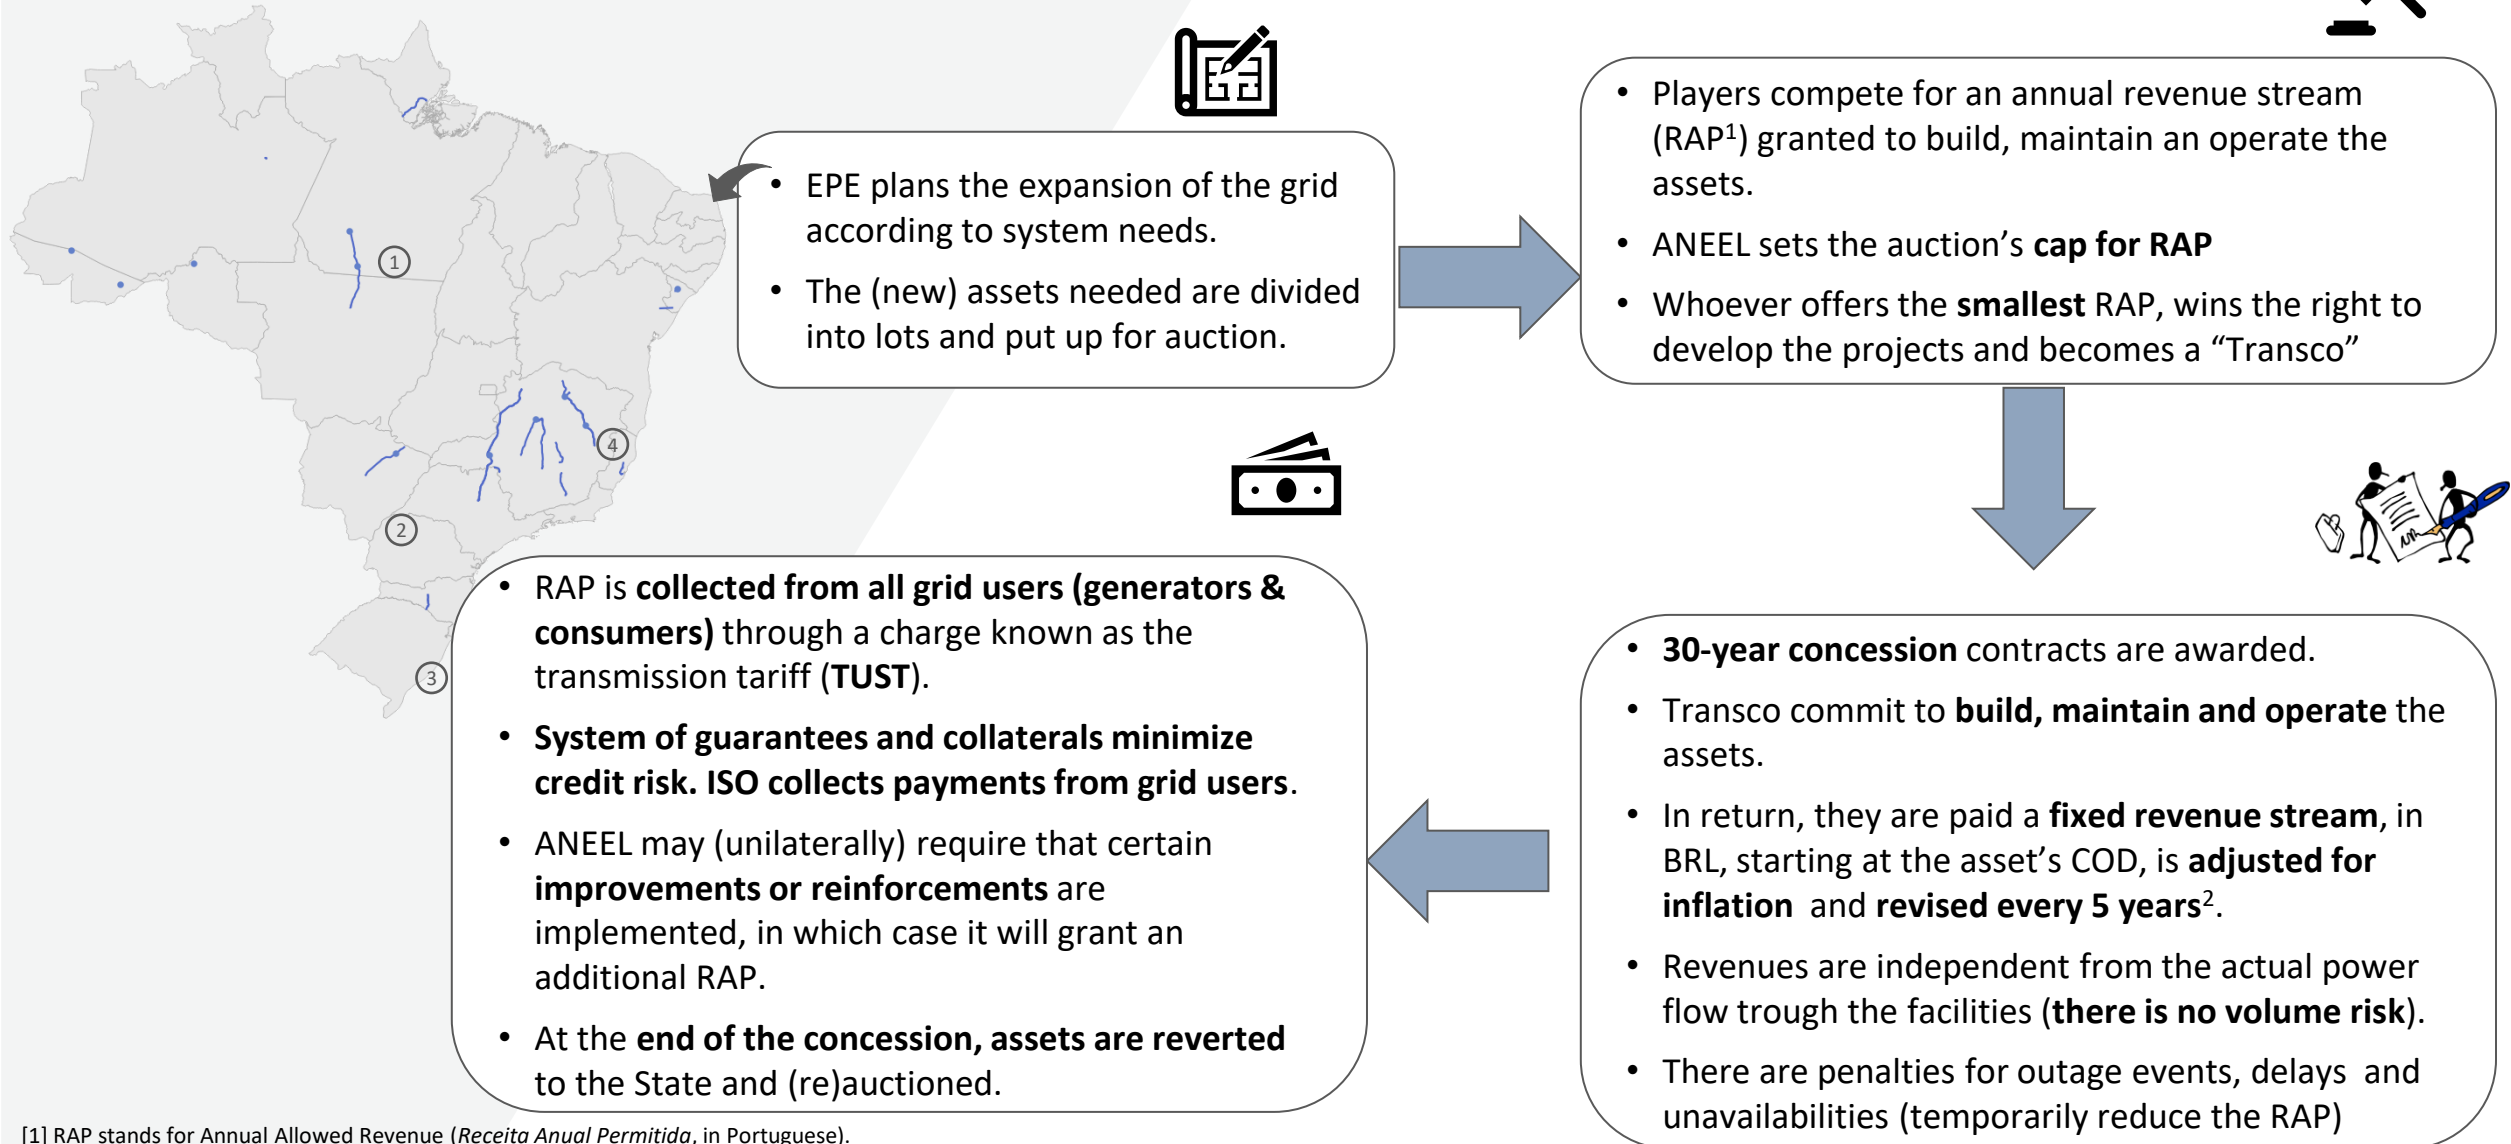 • EPE plans the expansion of the grid
according to system needs.
• The (new) assets needed are divided
into lots and put up for auction.
• Players compete for an annual revenue stream
(RAP¹) granted to build, maintain an operate the
assets.
• ANEEL sets the auction’s cap for RAP
• Whoever offers the smallest RAP, wins the right to
develop the projects and becomes a “Transco”
• 30-year concession contracts are awarded.
• Transco commit to build, maintain and operate the
assets.
• In return, they are paid a fixed revenue stream, in
BRL, starting at the asset’s COD, is adjusted for
inflation and revised every 5 years².
• Revenues are independent from the actual power
flow trough the facilities (there is no volume risk).
• There are penalties for outage events, delays and
unavailabilities (temporarily reduce the RAP)
• RAP is collected from all grid users (generators &
consumers) through a charge known as the
transmission tariff (TUST).
• System of guarantees and collaterals minimize
credit risk. ISO collects payments from grid users.
• ANEEL may (unilaterally) require that certain
improvements or reinforcements are
implemented, in which case it will grant an
additional RAP.
• At the end of the concession, assets are reverted
to the State and (re)auctioned.
1
4
2
3
[1] RAP stands for Annual Allowed Revenue (Receita Anual Permitida, in Portuguese).